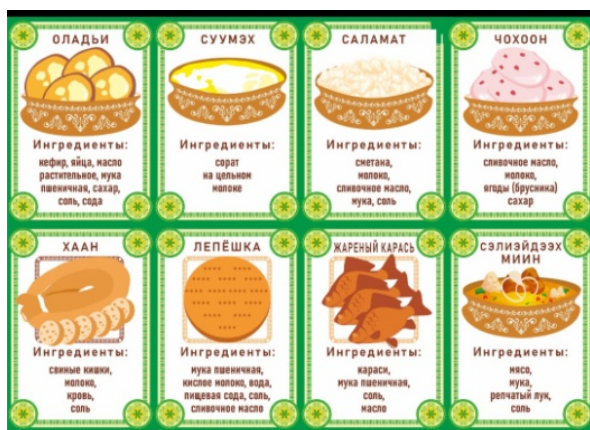 ОЛАДЬИ
Ингредиенты:
кефир, яйца, масло
растительное, мука
пшеничная, сахар,
соль, сода
СУУМЭХ
Ингредиенты:
сорат
на цельном
молоке
САЛАМАТ
Ингредиенты:
сметана,
молоко,
сливочное масло,
мука, соль
ЧОХООН
Ингредиенты:
сливочное масло,
молоко,
ягоды (брусника)
сахар
ХААН
Ингредиенты:
свиные кишки,
молоко,
кровь,
соль
ЛЕПЁШКА
Ингредиенты:
мука пшеничная,
кислое молоко, вода,
пищевая сода, соль,
сливочное масло
ЖАРЕНЫЙ КАРАСЬ
Ингредиенты:
караси,
мука пшеничная,
соль,
масло
СЭЛИЭЙДЭЭХ
МИИН
Ингредиенты:
мясо,
мука,
репчатый лук,
соль